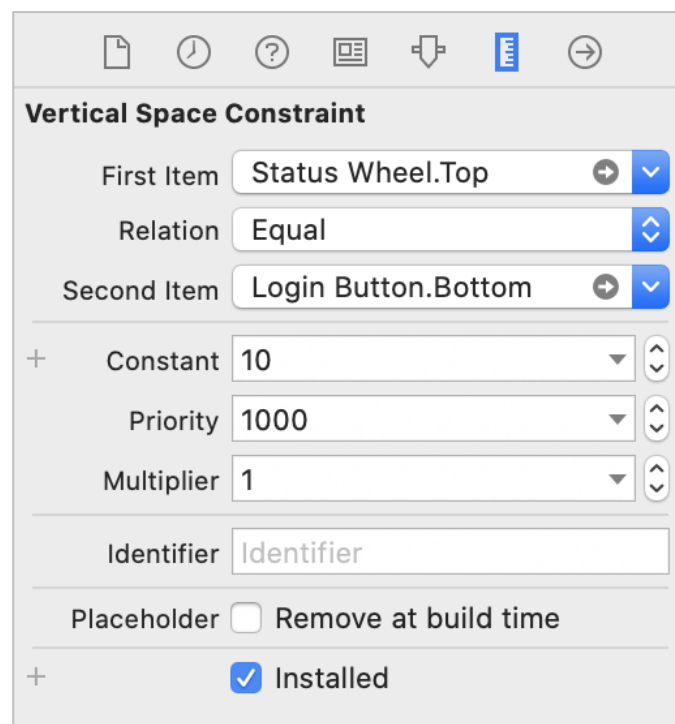 Vertical Space Constraint
First Item Status Wheel.Top
Relation Equal
Second Item Login Button.Bottom
+ Constant 10
Priority 1000
Multiplier 1
Identifier Identifier
Placeholder Remove at build time
+ Installed